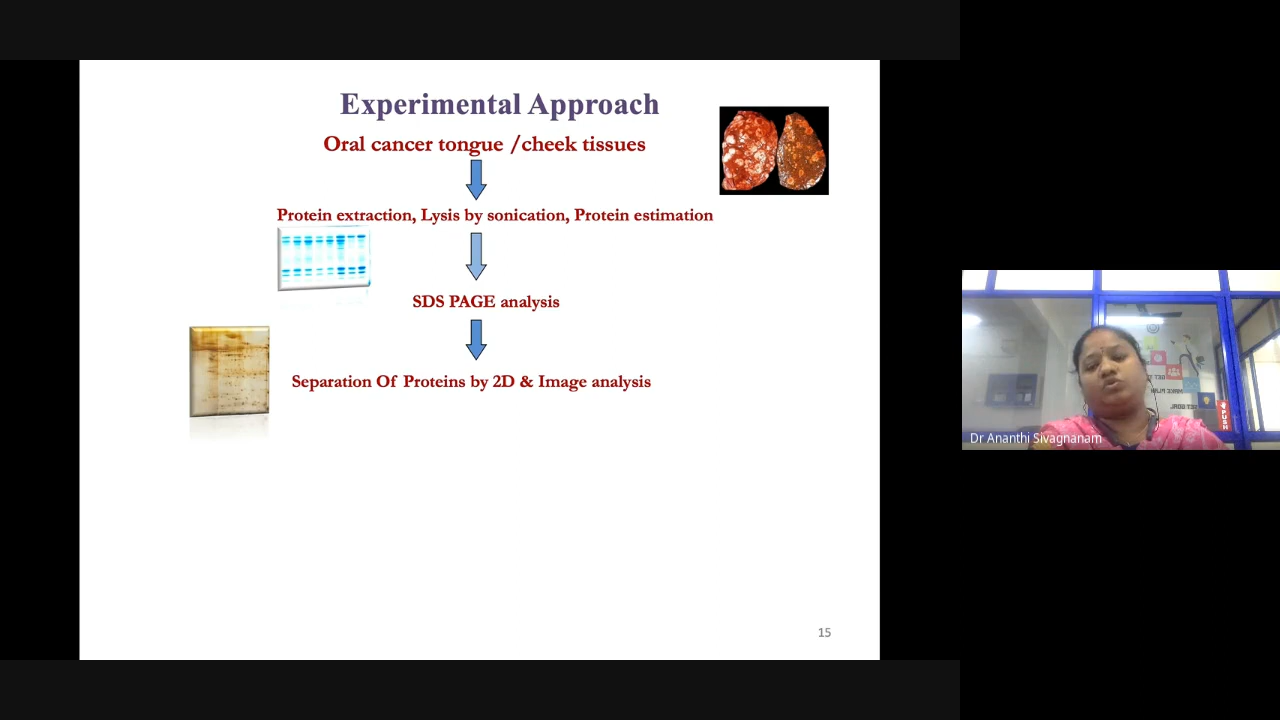 Experimental Approach
Oral cancer tongue /cheek tissues
Protein extraction, Lysis by sonication, Protein estimation
SDS PAGE analysis
Separation Of Proteins by 2D & Image analysis
15
Dr Ananthi Sivagnanam
PUSH